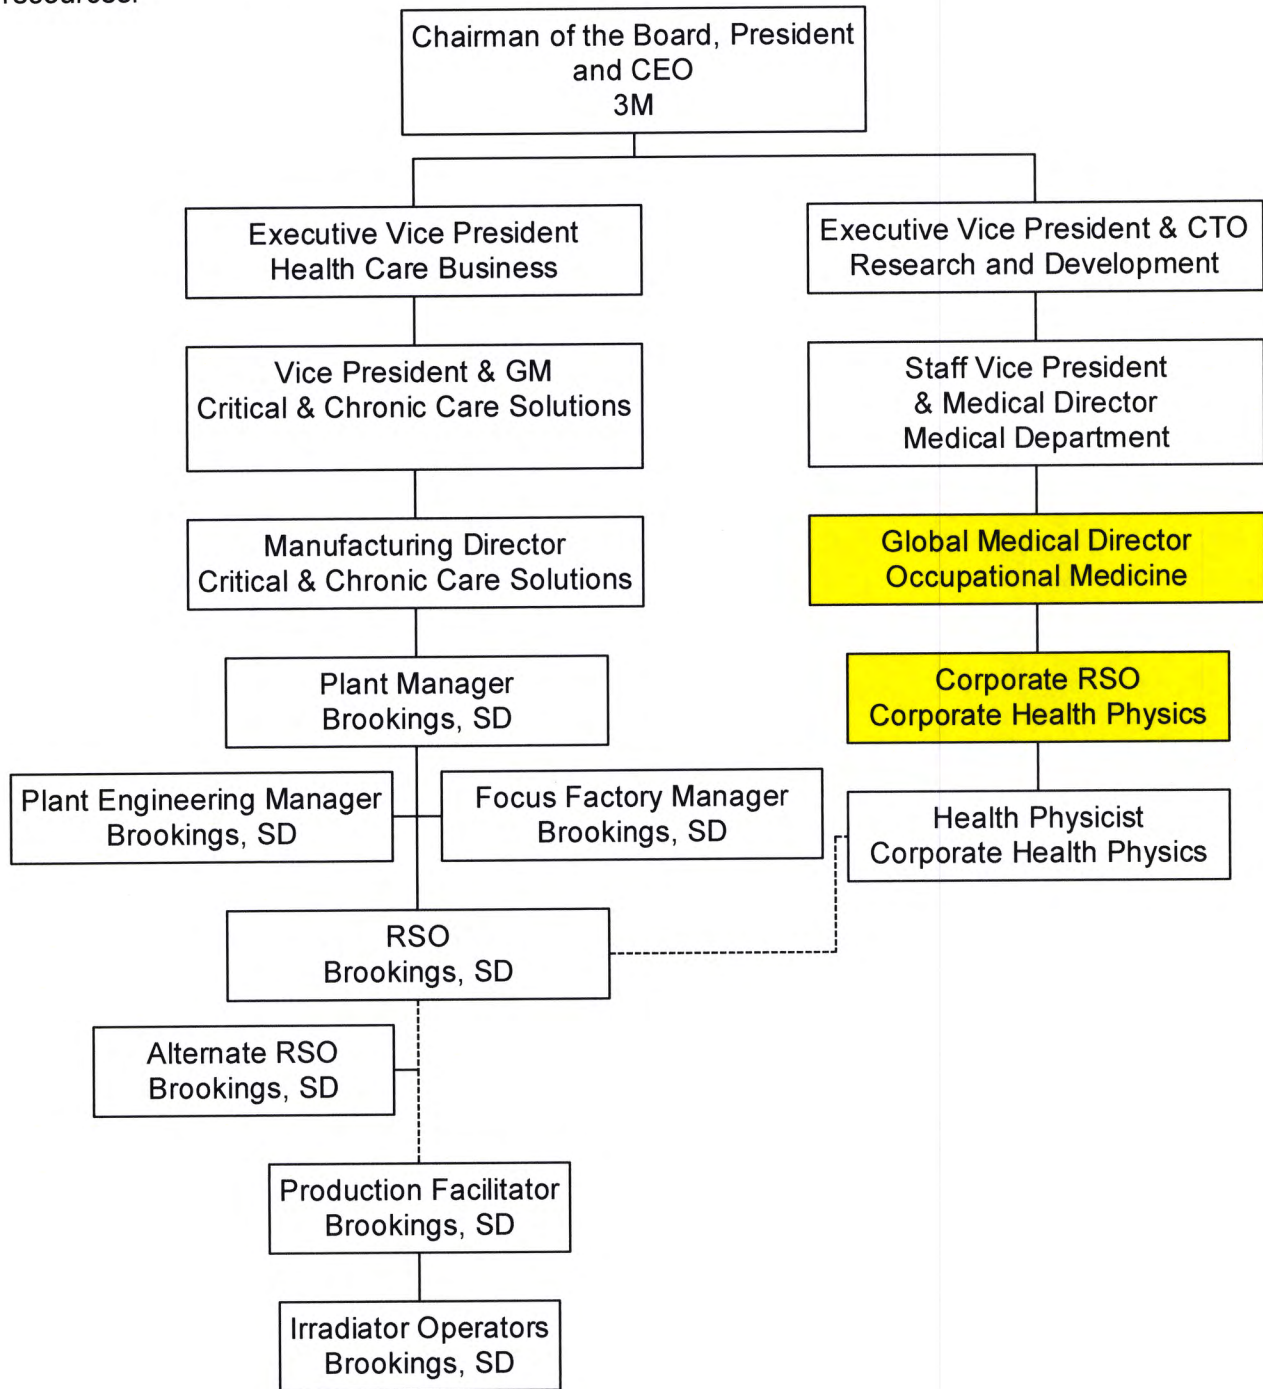 resources.
Chairman of the Board, President
and CEO
3M
Executive Vice President
Health Care Business
Executive Vice President & CTO
Research and Development
Vice President & GM
Critical & Chronic Care Solutions
Staff Vice President
& Medical Director
Medical Department
Manufacturing Director
Critical & Chronic Care Solutions
Global Medical Director
Occupational Medicine
Plant Manager
Brookings, SD
Corporate RSO
Corporate Health Physics
Plant Engineering Manager
Brookings, SD
Focus Factory Manager
Brookings, SD
Health Physicist
Corporate Health Physics
RSO
Brookings, SD
Alternate RSO
Brookings, SD
Production Facilitator
Brookings, SD
Irradiator Operators
Brookings, SD